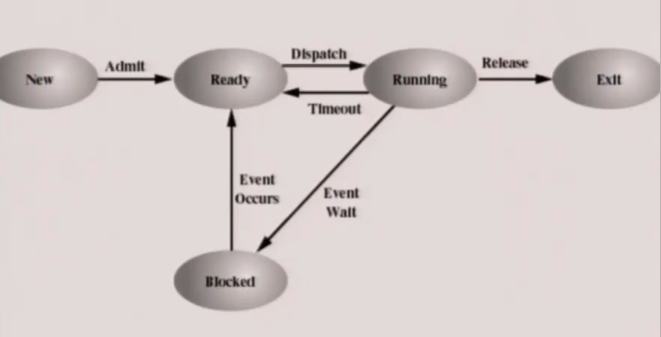 New
Admit
Ready
Dispatch
Timeout
Running
Release
Exit
Event
Occurs
Event
Wait
Blocked